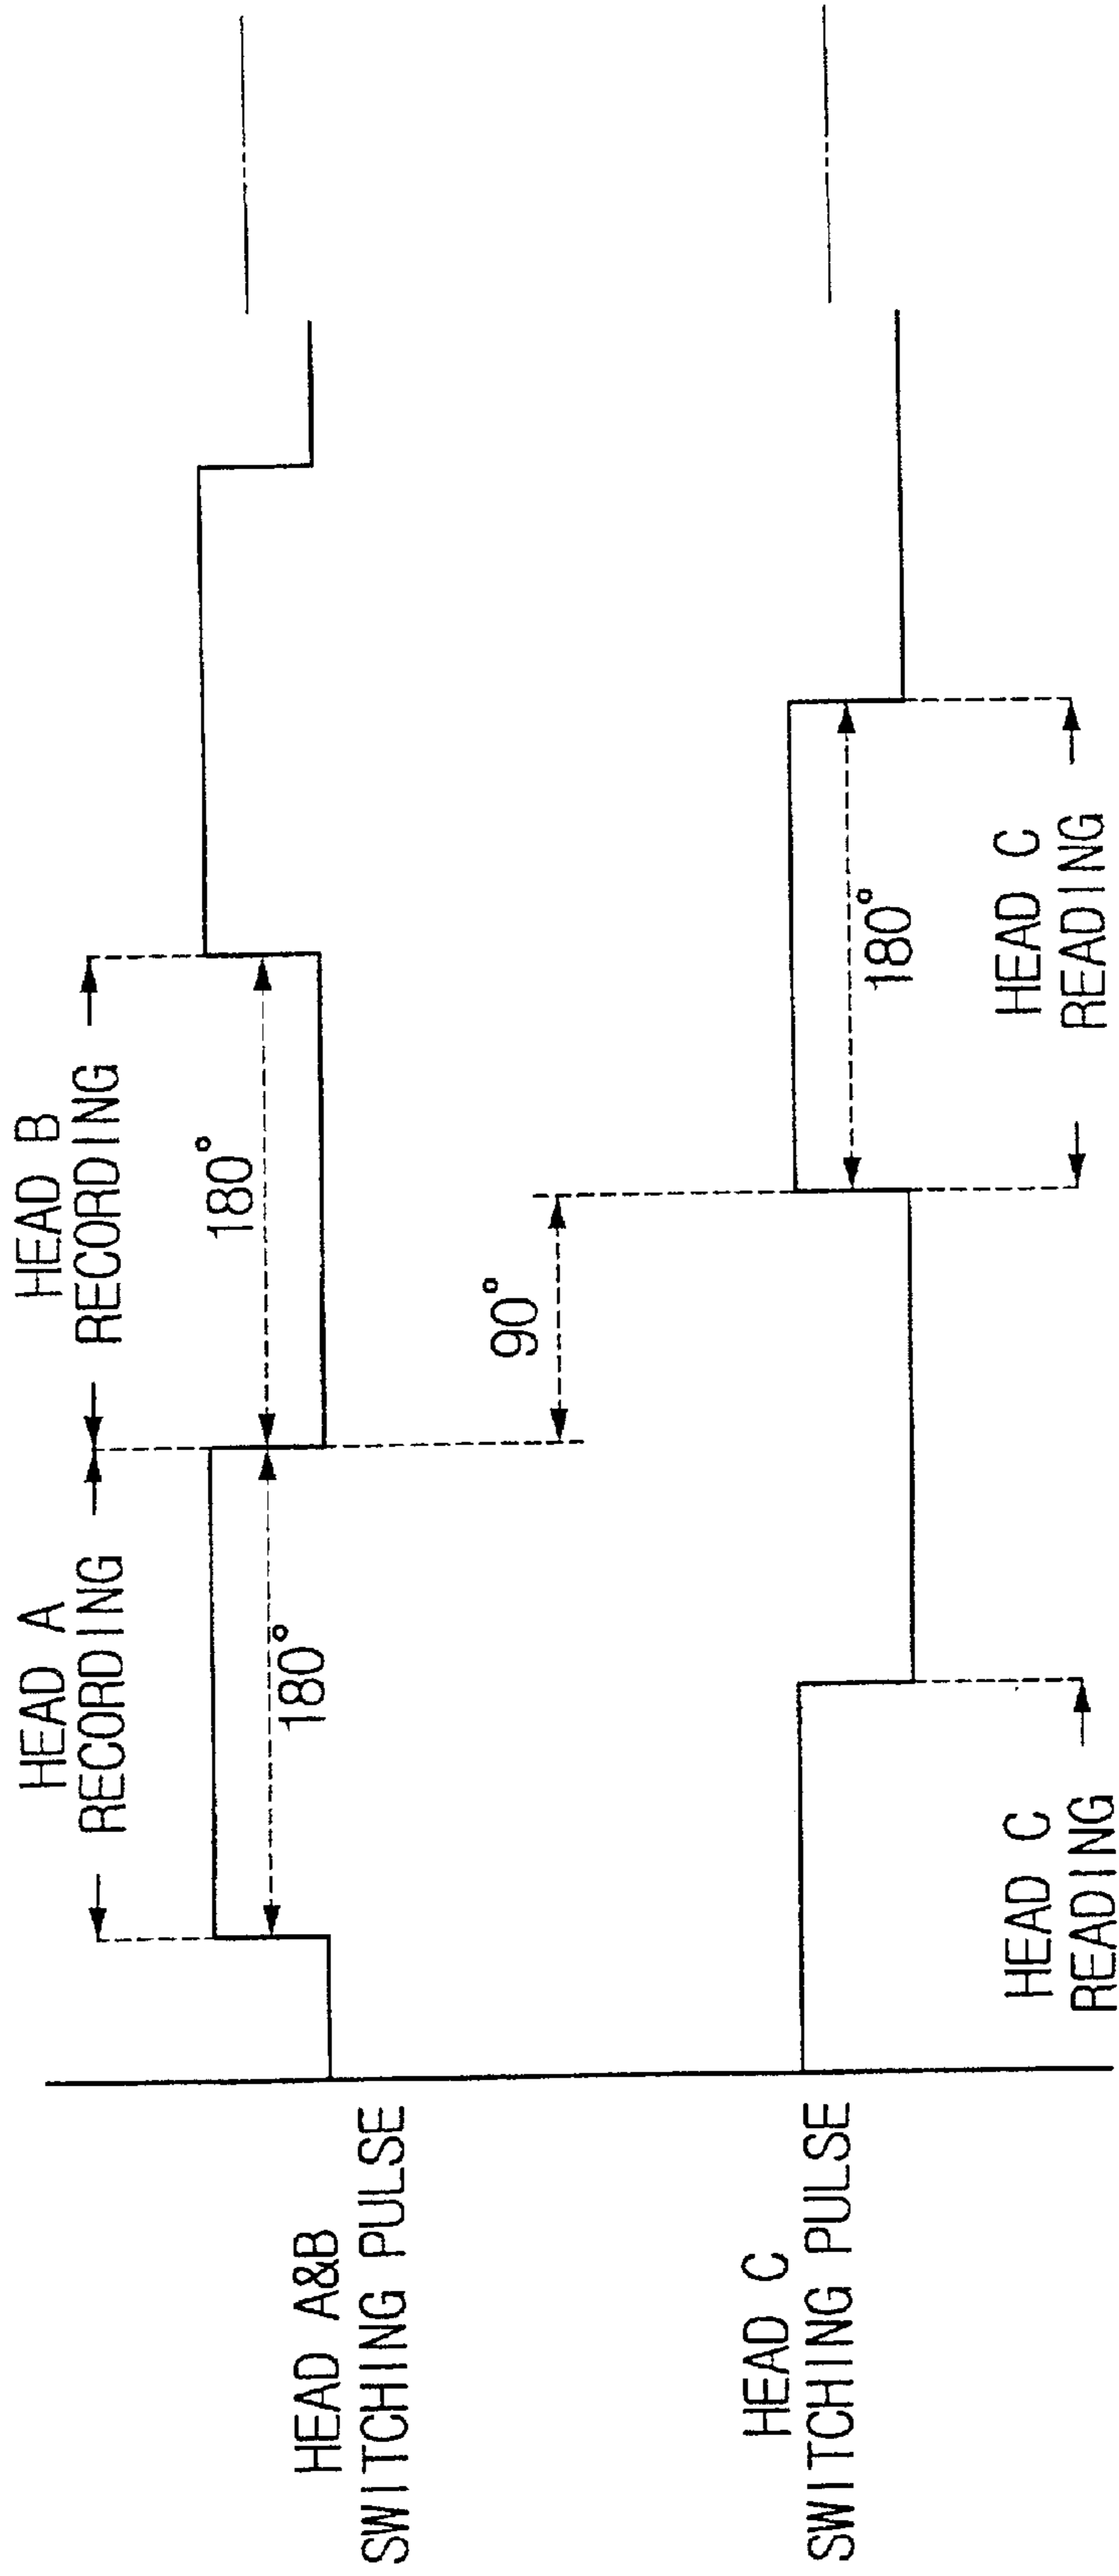 HEAD A
RECORDING
HEAD B
RECORDING
180°
180°
HEAD A&B
SWITCHING PULSE
90°
HEAD C
SWITCHING PULSE
180°
HEAD C
READING
HEAD C
READING